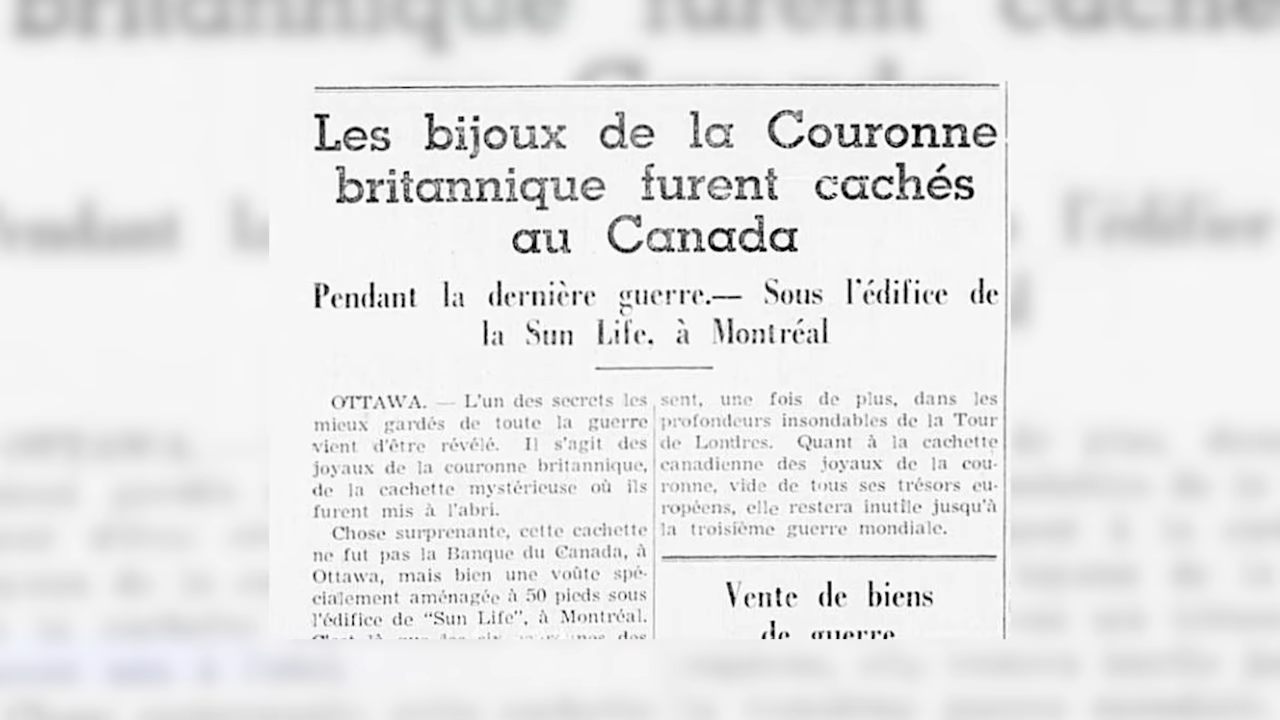 Les bijoux de la Couronne
britannique furent cachés
au Canada
Pendant la dernière guerre.— Sous l'édifice de
la Sun Life, à Montréal
OTTAWA. — L'un des secrets les
mieux gardés de toute la guerre
vient d'être révélé. Il s'agit des
joyaux de la couronne britannique,
de la cachette mystérieuse où ils
furent mis à l'abri.
Chose surprenante, cette cachette
ne fut pas la Banque du Canada, à
Ottawa, mais bien une voûte spé-
cialement aménagée à 50 pieds sous
l'édifice de "Sun Life", à Montréal.
sent, une fois de plus, dans les
profondeurs insondables de la Tour
de Londres. Quant à la cachette
canadienne des joyaux de la cou-
ronne, vide de tous ses trésors eu-
ropéens, elle restera inutile jusqu'à
la troisième guerre mondiale.
Vente de biens
de guerre